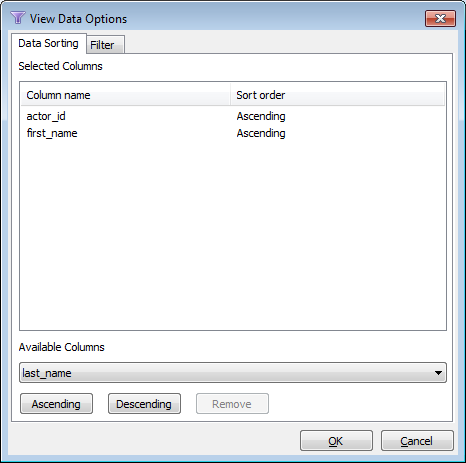 View Data Options
Data Sorting Filter
Selected Columns
Column name Sort order
actor_id Ascending
first_name Ascending
Available Columns
last_name
Ascending Descending Remove
OK Cancel